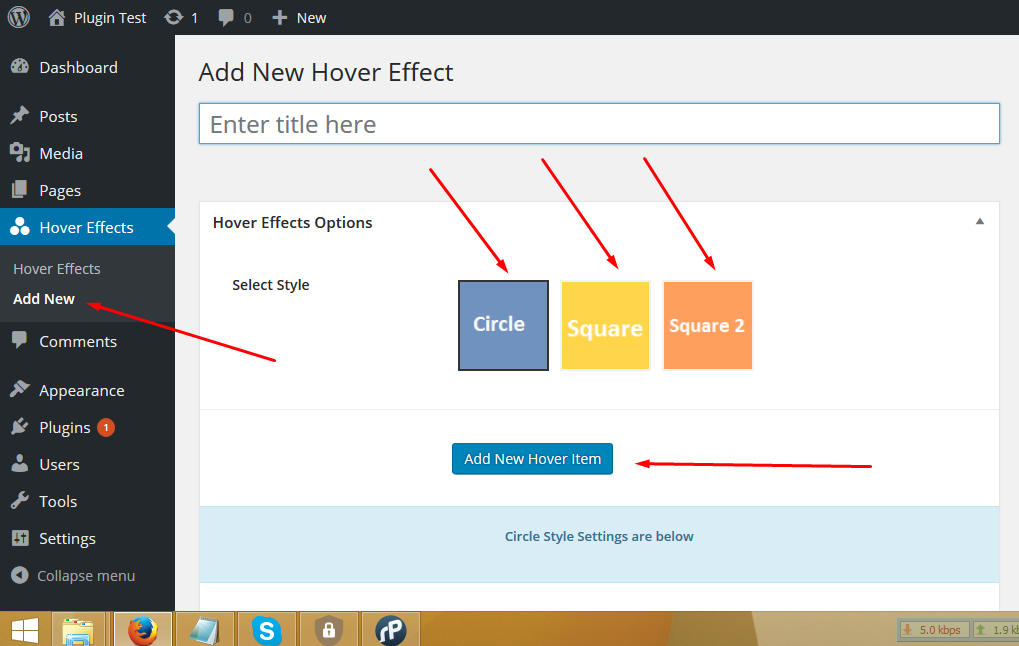 Plugin Test 1 0 New
Dashboard
Posts
Media
Pages
Hover Effects
Hover Effects
Add New
Comments
Appearance
Plugins 1
Users
Tools
Settings
Collapse menu
Add New Hover Effect
Enter title here
Hover Effects Options
Select Style
Circle
Square
Square 2
Add New Hover Item
Circle Style Settings are below
5.0 kbps 1.9 kb